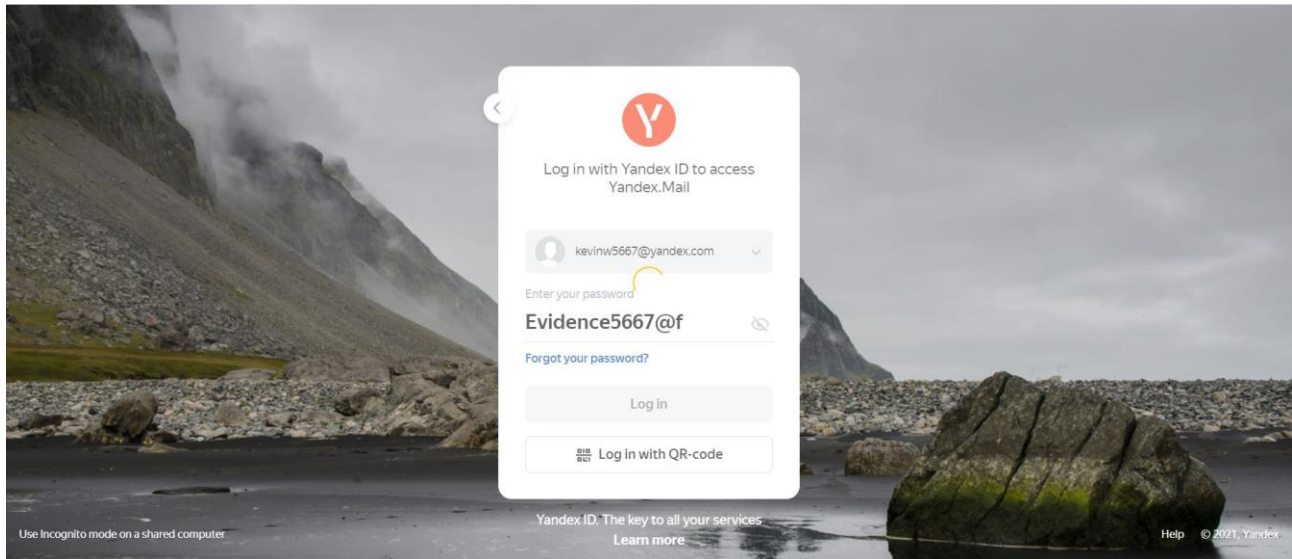 Log in with Yandex ID to access
Yandex.Mail
kevinw5667@yandex.com
Enter your password
Evidence5667@f
Forgot your password?
Log in
Log in with QR-code
Yandex ID. The key to all your services
Learn more
Use Incognito mode on a shared computer
Help © 2021, Yandex